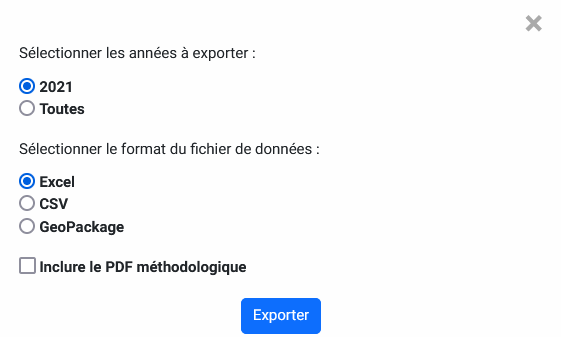 Sélectionner les années à exporter :
2021
Toutes
Sélectionner le format du fichier de données :
Excel
CSV
GeoPackage
Inclure le PDF méthodologique
Exporter